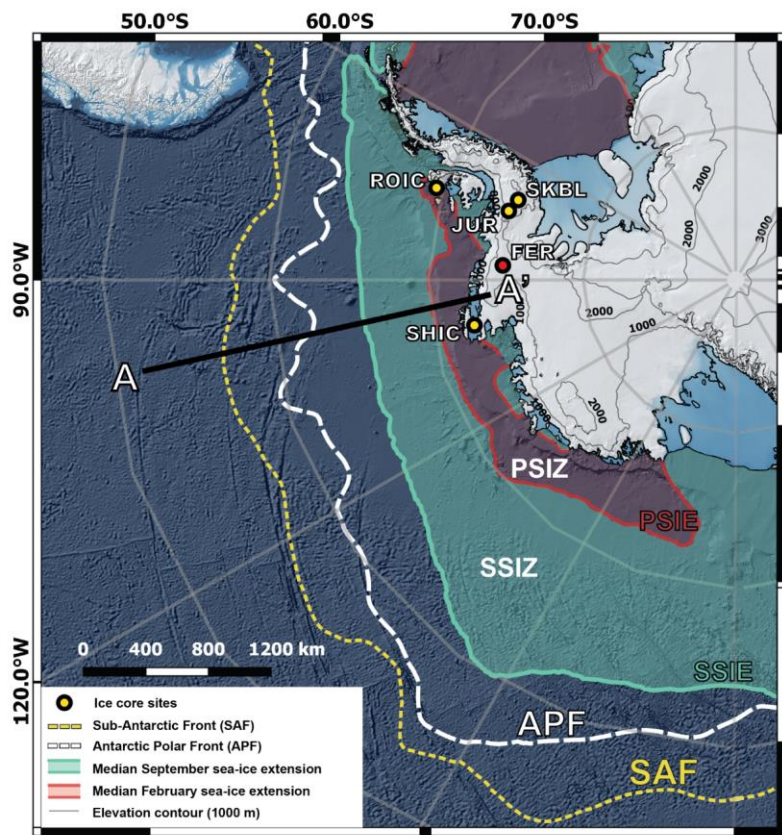 50.0°S 60.0°S 70.0°S
ROIC
SKBL
JUR
FER
90.0°W
A'
SHIC
A
2000
2000
2000
1000
1000
2000
1000
PSIZ
PSIE
SSIZ
0 400 800 1200 km
SSIE
120.0°W
APF
SAF
Ice core sites
Sub-Antarctic Front (SAF)
Antarctic Polar Front (APF)
Median September sea-ice extension
Median February sea-ice extension
Elevation contour (1000 m)